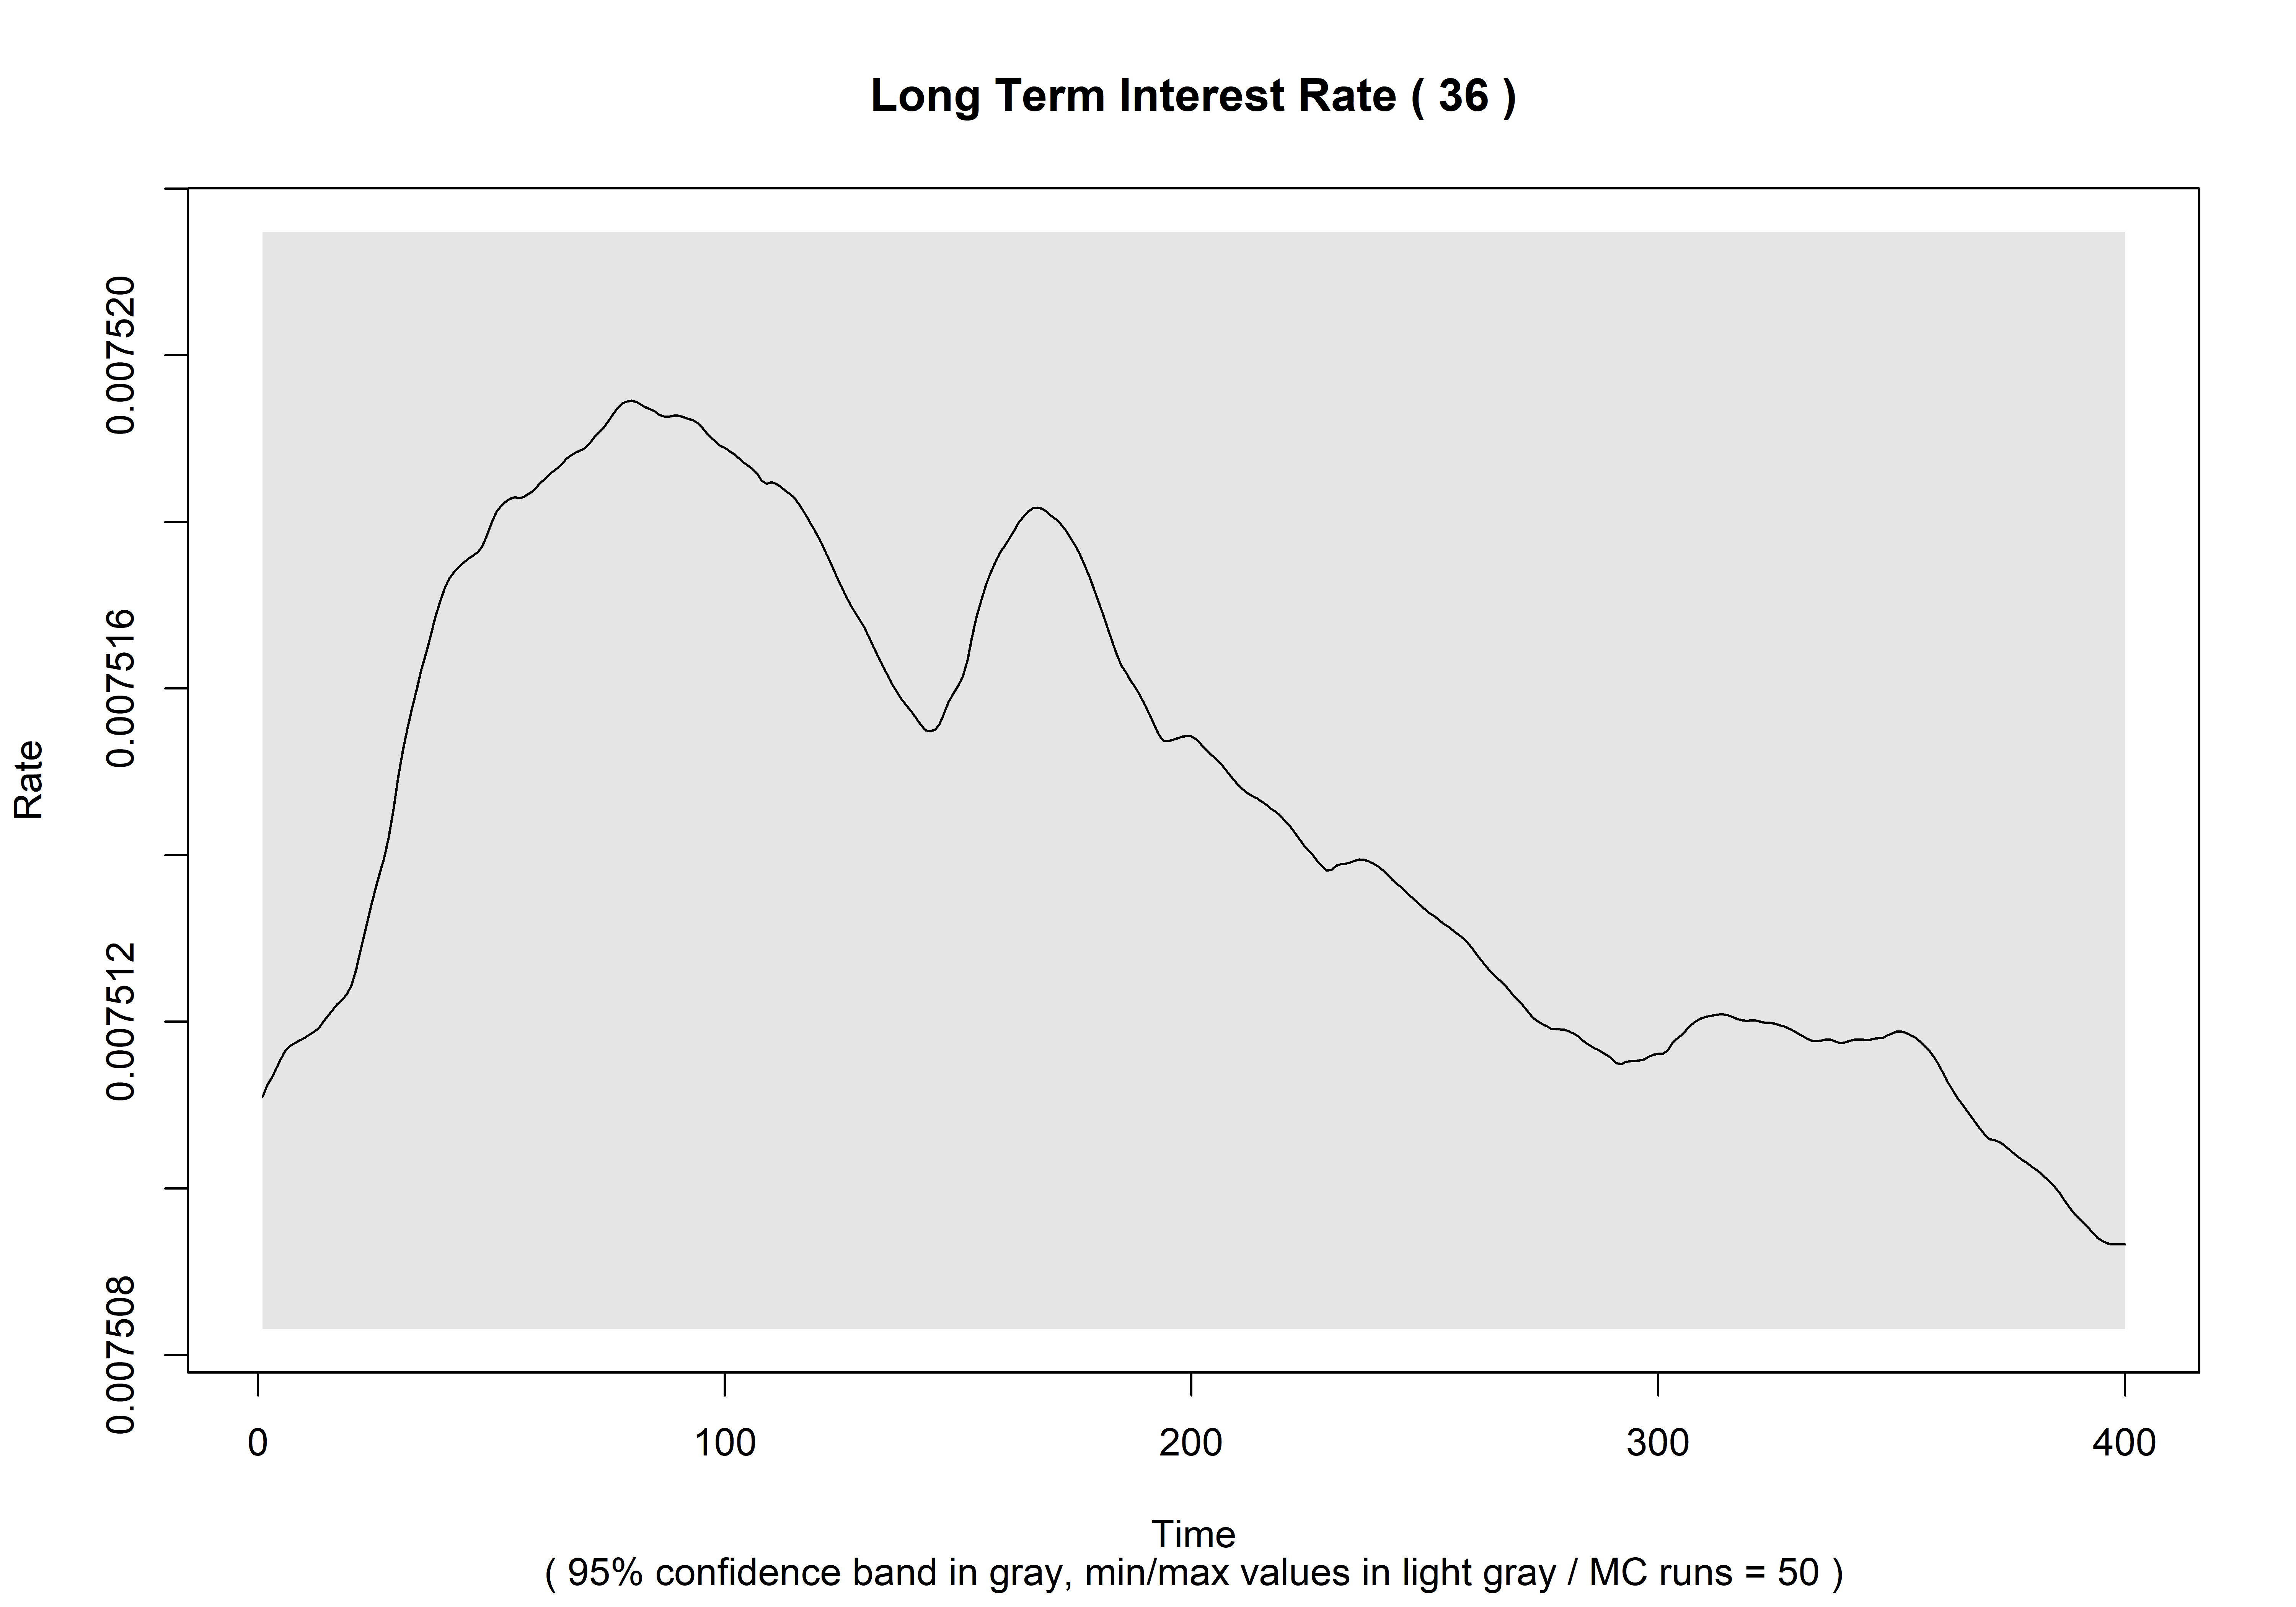 Long Term Interest Rate ( 36 )
Rate
0.007520
0.007516
0.007512
0.007508
0 100 200 300 400
Time
( 95% confidence band in gray, min/max values in light gray / MC runs = 50 )